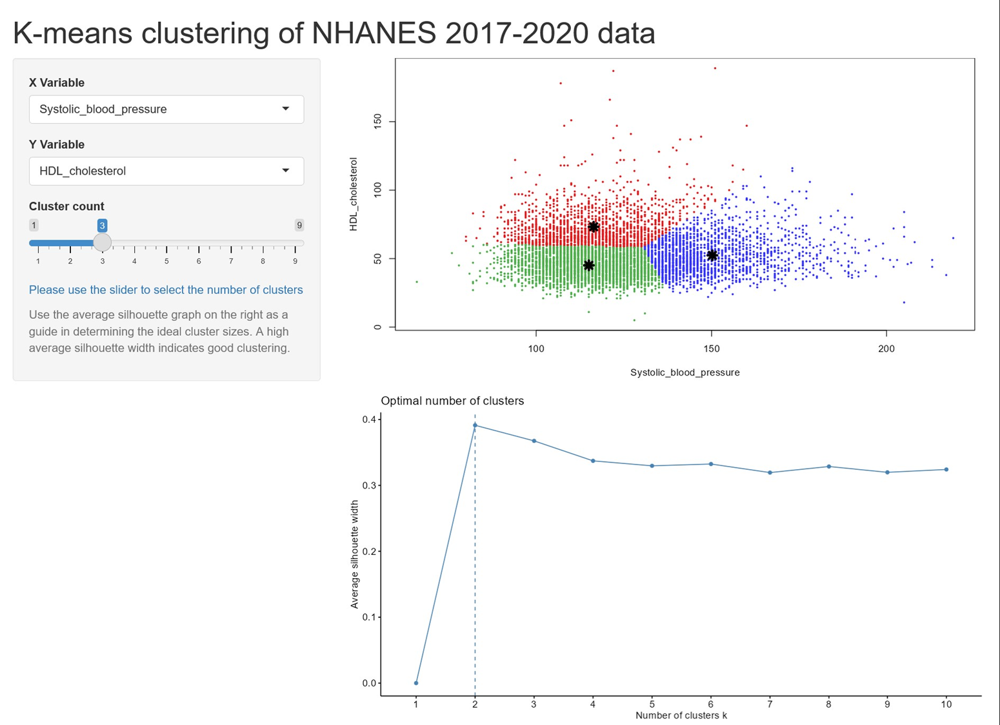 K-means clustering of NHANES 2017-2020 data
X Variable
Systolic_blood_pressure
Y Variable
HDL_cholesterol
Cluster count
1 3 9
1 2 3 4 5 6 7 8 9
Please use the slider to select the number of clusters
Use the average silhouette graph on the right as a
guide in determining the ideal cluster sizes. A high
average silhouette width indicates good clustering.
HDL_cholesterol
150
100
50
0
100 150 200
Systolic_blood_pressure
Optimal number of clusters
Average silhouette width
0.4
0.3
0.2
0.1
0.0
1 2 3 4 5 6 7 8 9 10
Number of clusters k